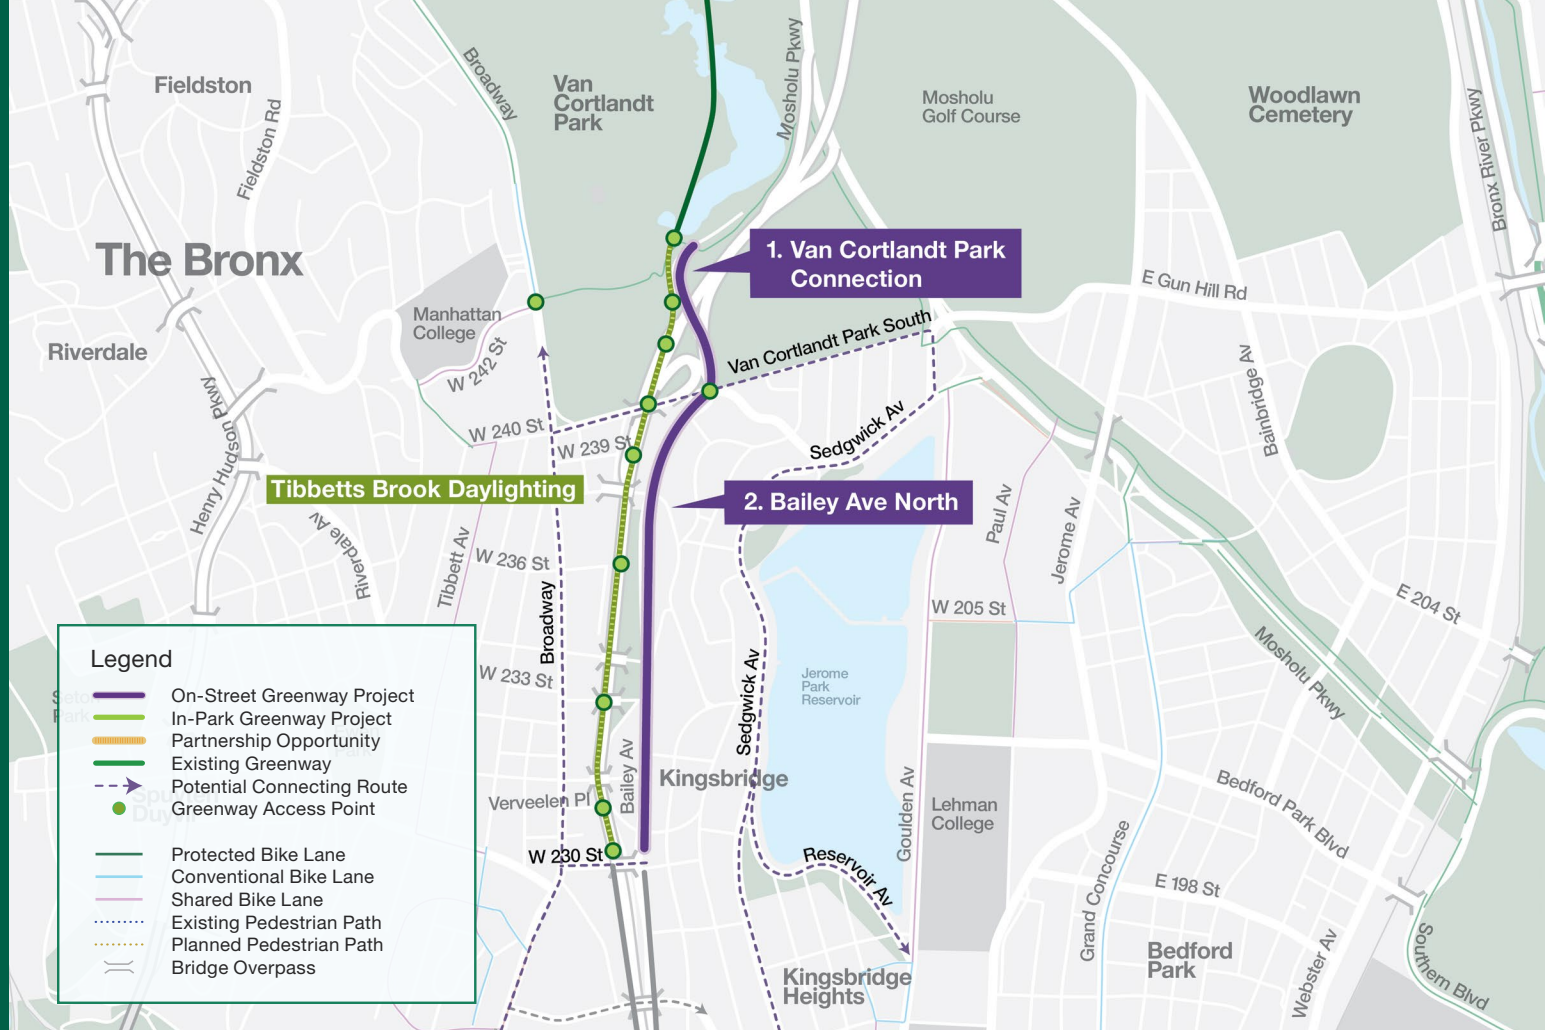 Fieldston
Fieldston Rd
Broadway
Van
Cortlandt
Park
Mosholu Pkwy
Mosholu
Golf Course
Woodlawn
Cemetery
Bronx River Pkwy
The Bronx
1. Van Cortlandt Park
Connection
E Gun Hill Rd
Manhattan
College
Riverdale
W 242 St
Van Cortlandt Park South
Bainbridge Av
Henry Hudson Pkwy
W 240 St
W 239 St
Sedgwick Av
Tibbetts Brook Daylighting
2. Bailey Ave North
Riverdale Av
Tibbett Av
W 236 St
Paul Av
Jerome Av
Broadway
W 205 St
E 204 St
Mosholu Pkwy
W 233 St
Sedgwick Av
Jerome
Park
Reservoir
Legend
On-Street Greenway Project
In-Park Greenway Project
Partnership Opportunity
Existing Greenway
Potential Connecting Route
Greenway Access Point
Protected Bike Lane
Conventional Bike Lane
Shared Bike Lane
Existing Pedestrian Path
Planned Pedestrian Path
Bridge Overpass
Seton
Park
Spuyten
Duyvil
Bailey Av
Kingsbridge
Verveelen Pl
W 230 St
Goulden Av
Lehman
College
Bedford Park Blvd
Reservoir Av
Grand Concourse
E 198 St
Bedford
Park
Webster Av
Southern Blvd
Kingsbridge
Heights